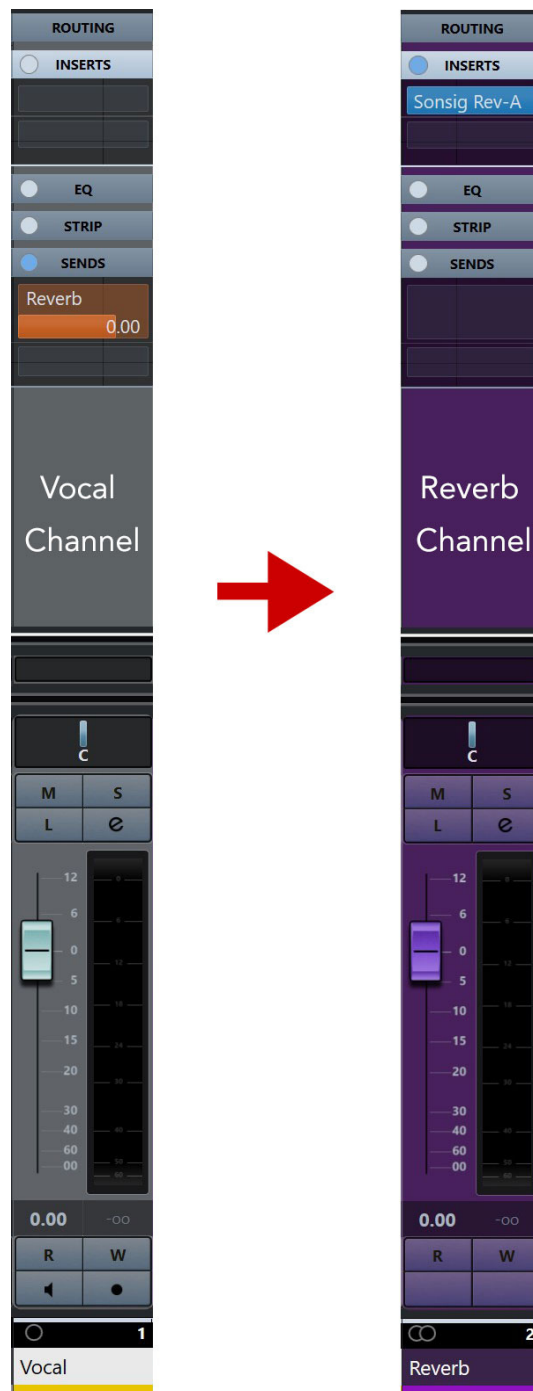 ROUTING
INSERTS
EQ
STRIP
SENDS
Reverb
0.00
Vocal
Channel
C
M S
L e
12
6
0
5
10
15
20
30
40
60
00
0.00 -oo
R W
1
Vocal
ROUTING
INSERTS
Sonsig Rev-A
EQ
STRIP
SENDS
Reverb
Channel
C
M S
L e
12
6
0
5
10
15
20
30
40
60
00
0.00 -oo
R W
2
Reverb